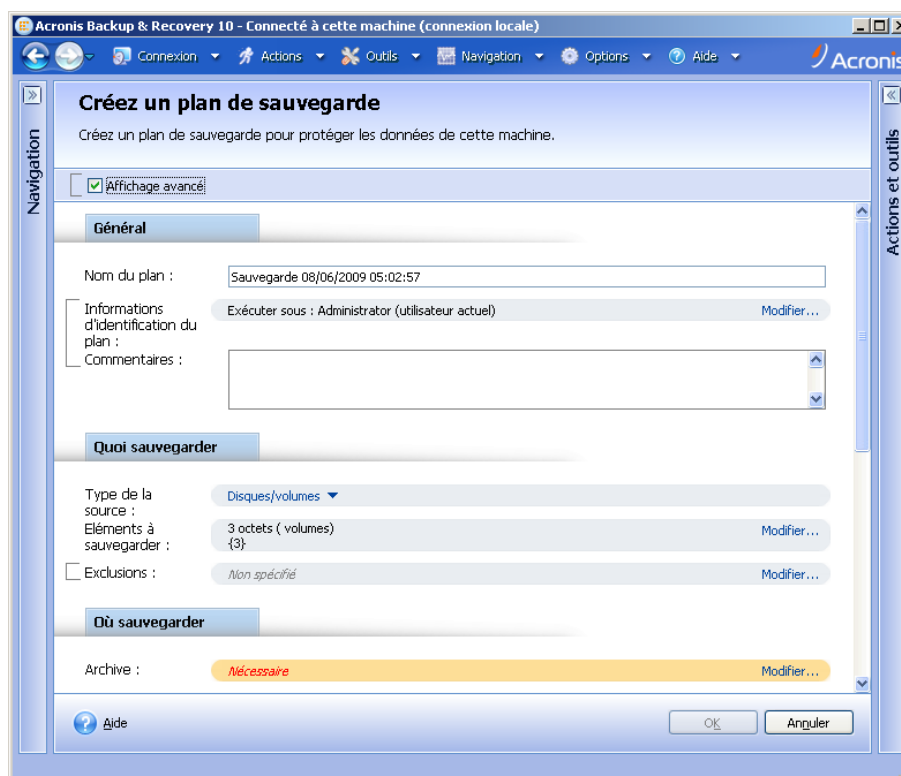 Acronis Backup & Recovery 10 - Connecté à cette machine (connexion locale)
Connexion Actions Outils Navigation Options Aide Acronis
Navigation
Actions et outils
Créez un plan de sauvegarde
Créez un plan de sauvegarde pour protéger les données de cette machine.
Affichage avancé
Général
Nom du plan : Sauvegarde 08/06/2009 05:02:57
Informations d'identification du plan : Exécuter sous : Administrator (utilisateur actuel) Modifier...
Commentaires :
Quoi sauvegarder
Type de la source : Disques/volumes
Eléments à sauvegarder : 3 octets ( volumes) {3} Modifier...
Exclusions : Non spécifié Modifier...
Où sauvegarder
Archive : Nécessaire Modifier...
Aide OK Annuler